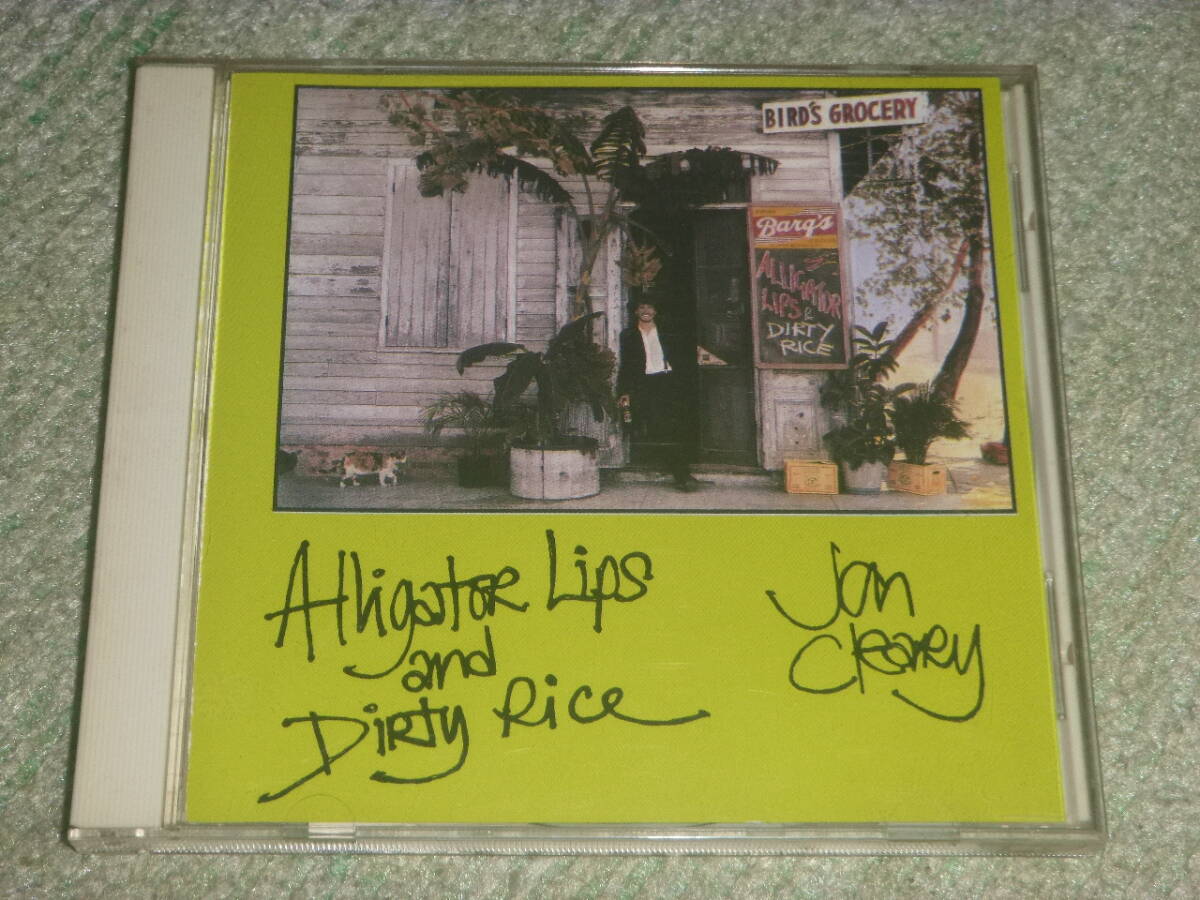 BIRD'S GROCERY
Barq's
ALLIGATOR
LIPS &
DIRTY
RICE
Alligator Lips
and
Dirty Rice
Jon
Cleary